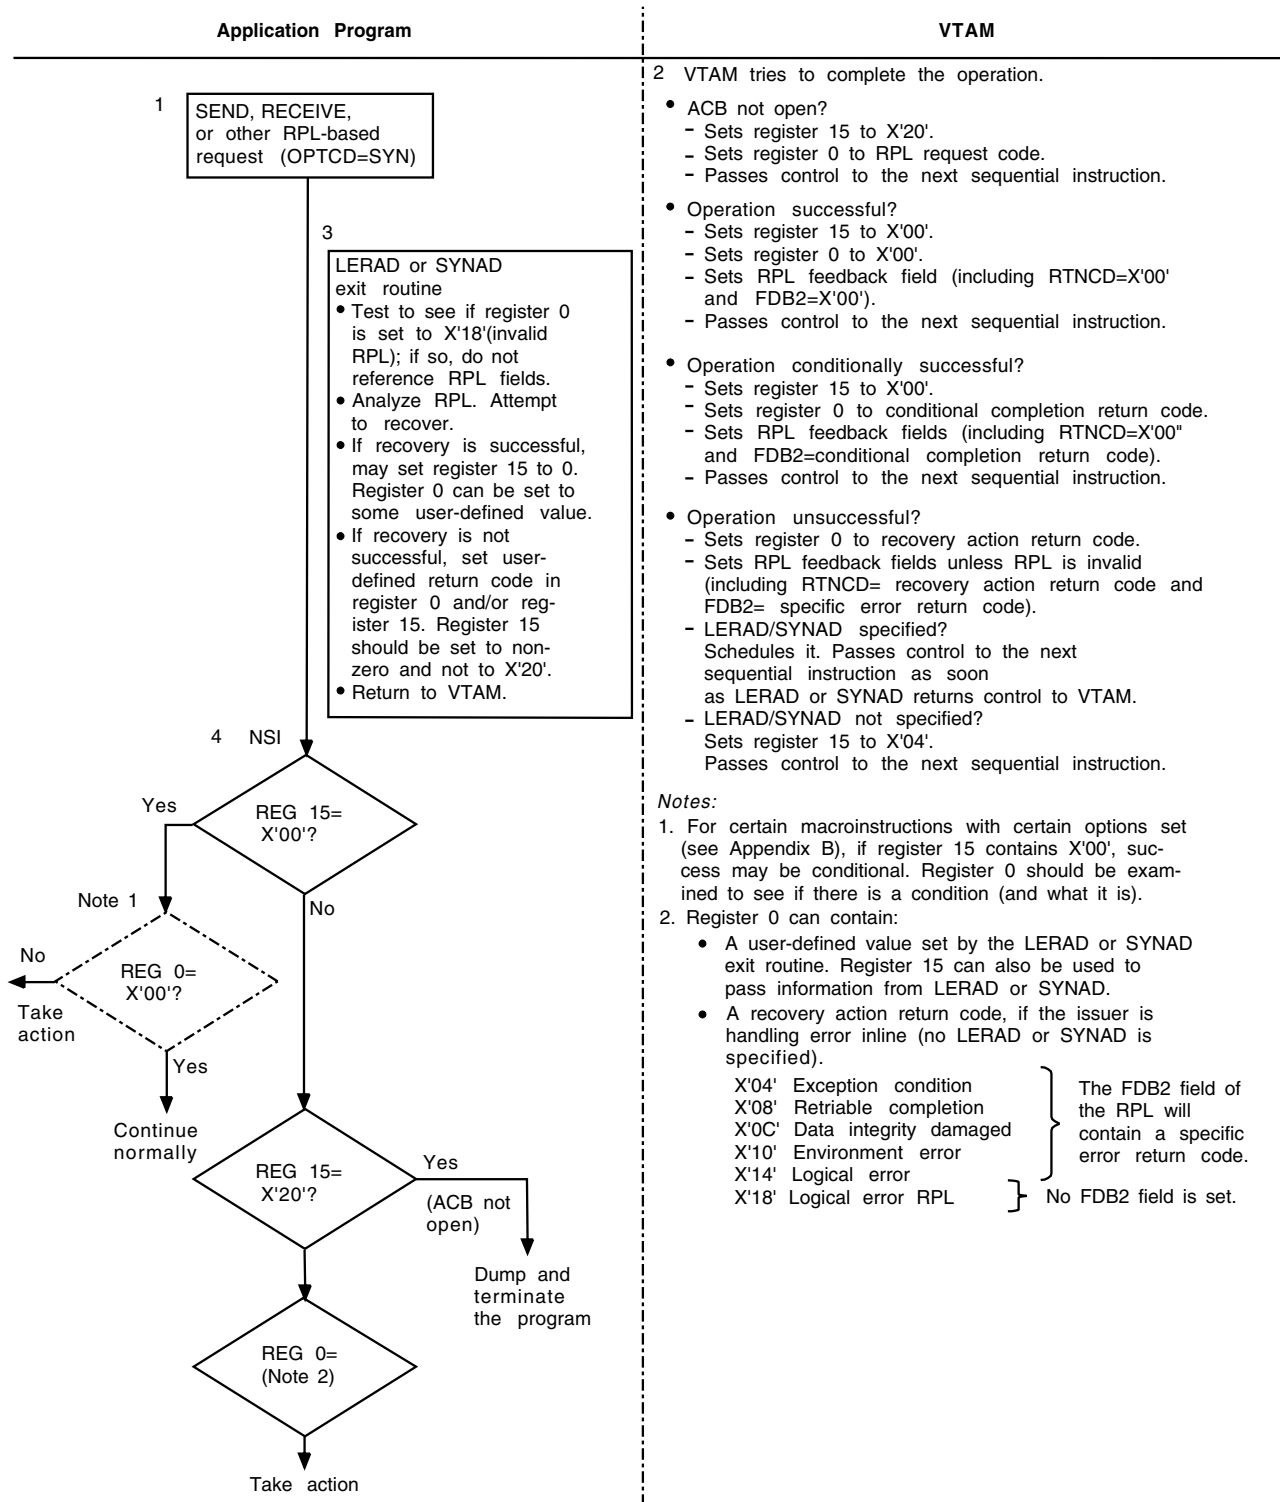 Application Program
VTAM
1
SEND, RECEIVE,
or other RPL-based
request (OPTCD=SYN)
3
LERAD or SYNAD
exit routine
• Test to see if register 0
is set to X'18'(invalid
RPL); if so, do not
reference RPL fields.
• Analyze RPL. Attempt
to recover.
• If recovery is successful,
may set register 15 to 0.
Register 0 can be set to
some user-defined value.
• If recovery is not
successful, set user-
defined return code in
register 0 and/or reg-
ister 15. Register 15
should be set to non-
zero and not to X'20'.
• Return to VTAM.
4 NSI
REG 15=
X'00'?
Yes
No
Note 1
REG 0=
X'00'?
No
Take
action
Yes
Continue
normally
REG 15=
X'20'?
Yes
(ACB not
open)
Dump and
terminate
the program
REG 0=
(Note 2)
Take action
2 VTAM tries to complete the operation.
• ACB not open?
- Sets register 15 to X'20'.
- Sets register 0 to RPL request code.
- Passes control to the next sequential instruction.
• Operation successful?
- Sets register 15 to X'00'.
- Sets register 0 to X'00'.
- Sets RPL feedback field (including RTNCD=X'00'
and FDB2=X'00').
- Passes control to the next sequential instruction.
• Operation conditionally successful?
- Sets register 15 to X'00'.
- Sets register 0 to conditional completion return code.
- Sets RPL feedback fields (including RTNCD=X'00"
and FDB2=conditional completion return code).
- Passes control to the next sequential instruction.
• Operation unsuccessful?
- Sets register 0 to recovery action return code.
- Sets RPL feedback fields unless RPL is invalid
(including RTNCD= recovery action return code and
FDB2= specific error return code).
- LERAD/SYNAD specified?
Schedules it. Passes control to the next
sequential instruction as soon
as LERAD or SYNAD returns control to VTAM.
- LERAD/SYNAD not specified?
Sets register 15 to X'04'.
Passes control to the next sequential instruction.
Notes:
1. For certain macroinstructions with certain options set
(see Appendix B), if register 15 contains X'00', suc-
cess may be conditional. Register 0 should be exam-
ined to see if there is a condition (and what it is).
2. Register 0 can contain:
• A user-defined value set by the LERAD or SYNAD
exit routine. Register 15 can also be used to
pass information from LERAD or SYNAD.
• A recovery action return code, if the issuer is
handling error inline (no LERAD or SYNAD is
specified).
X'04' Exception condition
X'08' Retriable completion
X'0C' Data integrity damaged
X'10' Environment error
X'14' Logical error
X'18' Logical error RPL
The FDB2 field of
the RPL will
contain a specific
error return code.
No FDB2 field is set.